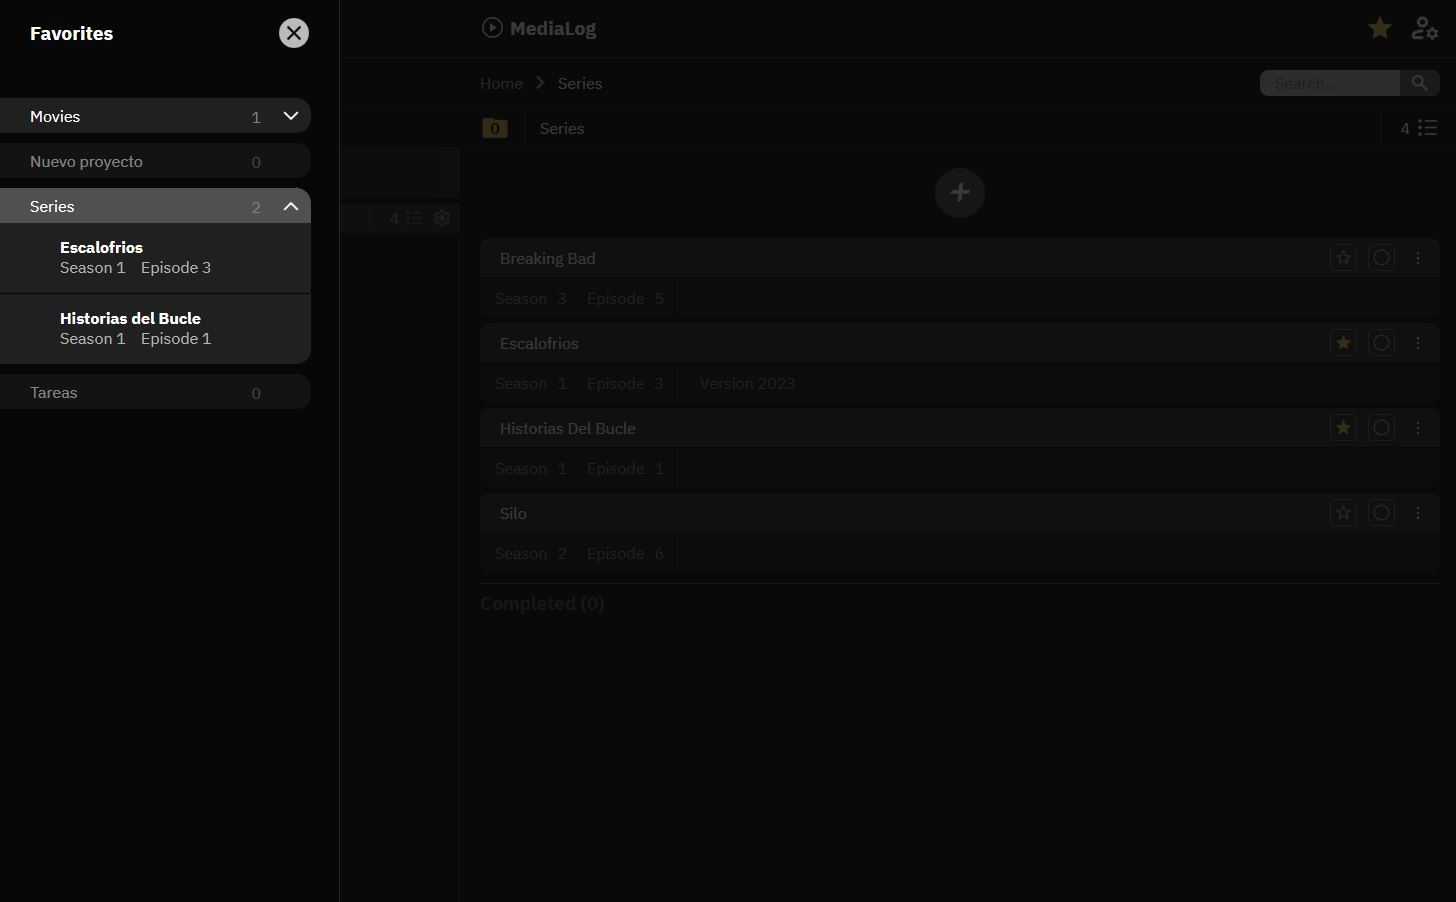 Favorites
Movies 1
Nuevo proyecto 0
Series 2
Escalofrios
Season 1 Episode 3
Historias del Bucle
Season 1 Episode 1
Tareas 0
MediaLog
Home Series
Search...
0 Series 4
4
Breaking Bad
Season 3 Episode 5
Escalofrios
Season 1 Episode 3 Version 2023
Historias Del Bucle
Season 1 Episode 1
Silo
Season 2 Episode 6
Completed (0)